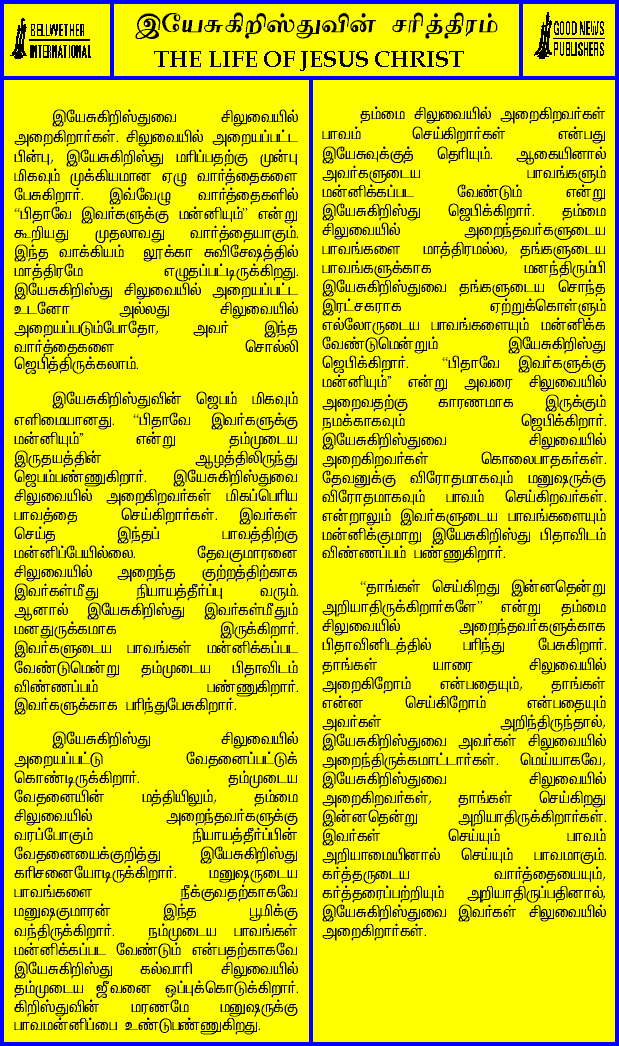 BELLWETHER
INTERNATIONAL
இயேசுகிறிஸ்துவின் சரித்திரம்
THE LIFE OF JESUS CHRIST
GOOD NEWS
PUBLISHERS
இயேசுகிறிஸ்துவை சிலுவையில்
அறைகிறார்கள். சிலுவையில் அறையப்பட்ட
பின்பு, இயேசுகிறிஸ்து மரிப்பதற்கு முன்பு
மிகவும் முக்கியமான ஏழு வார்த்தைகளை
பேசுகிறார். இவ்வேழு வார்த்தைகளில்
“பிதாவே இவர்களுக்கு மன்னியும்” என்று
கூறியது முதலாவது வார்த்தையாகும்.
இந்த வாக்கியம் லூக்கா சுவிசேஷத்தில்
மாத்திரமே எழுதப்பட்டிருக்கிறது.
இயேசுகிறிஸ்து சிலுவையில் அறையப்பட்ட
உடனோ அல்லது சிலுவையில்
அறையப்படும்போதோ, அவர் இந்த
வார்த்தைகளை சொல்லி
ஜெபித்திருக்கலாம்.
இயேசுகிறிஸ்துவின் ஜெபம் மிகவும்
எளிமையானது. “பிதாவே இவர்களுக்கு
மன்னியும்” என்று தம்முடைய
இருதயத்தின் ஆழத்திலிருந்து
ஜெபம்பண்ணுகிறார். இயேசுகிறிஸ்துவை
சிலுவையில் அறைகிறவர்கள் மிகப்பெரிய
பாவத்தை செய்கிறார்கள். இவர்கள்
செய்த இந்தப் பாவத்திற்கு
மன்னிப்பேயில்லை. தேவகுமாரனை
சிலுவையில் அறைந்த குற்றத்திற்காக
இவர்கள்மீது நியாயத்தீர்ப்பு வரும்.
ஆனால் இயேசுகிறிஸ்து இவர்கள்மீதும்
மனதுருக்கமாக இருக்கிறார்.
இவர்களுடைய பாவங்கள் மன்னிக்கப்பட
வேண்டுமென்று தம்முடைய பிதாவிடம்
விண்ணப்பம் பண்ணுகிறார்.
இவர்களுக்காக பரிந்துபேசுகிறார்.
இயேசுகிறிஸ்து சிலுவையில்
அறையப்பட்டு வேதனைப்பட்டுக்
கொண்டிருக்கிறார். தம்முடைய
வேதனையின் மத்தியிலும், தம்மை
சிலுவையில் அறைந்தவர்களுக்கு
வரப்போகும் நியாயத்தீர்ப்பின்
வேதனையைக்குறித்து இயேசுகிறிஸ்து
கரிசனையோடிருக்கிறார். மனுஷருடைய
பாவங்களை நீக்குவதற்காகவே
மனுஷகுமாரன் இந்த பூமிக்கு
வந்திருக்கிறார். நம்முடைய பாவங்கள்
மன்னிக்கப்பட வேண்டும் என்பதற்காகவே
இயேசுகிறிஸ்து கல்வாரி சிலுவையில்
தம்முடைய ஜீவனை ஒப்புக்கொடுக்கிறார்.
கிறிஸ்துவின் மரணமே மனுஷருக்கு
பாவமன்னிப்பை உண்டுபண்ணுகிறது.
தம்மை சிலுவையில் அறைகிறவர்கள்
பாவம் செய்கிறார்கள் என்பது
இயேசுவுக்குத் தெரியும். ஆகையினால்
அவர்களுடைய பாவங்களும்
மன்னிக்கப்பட வேண்டும் என்று
இயேசுகிறிஸ்து ஜெபிக்கிறார். தம்மை
சிலுவையில் அறைந்தவர்களுடைய
பாவங்களை மாத்திரமல்ல, தங்களுடைய
பாவங்களுக்காக மனந்திரும்பி
இயேசுகிறிஸ்துவை தங்களுடைய சொந்த
இரட்சகராக ஏற்றுக்கொள்ளும்
எல்லோருடைய பாவங்களையும் மன்னிக்க
வேண்டுமென்றும் இயேசுகிறிஸ்து
ஜெபிக்கிறார். “பிதாவே இவர்களுக்கு
மன்னியும்” என்று அவரை சிலுவையில்
அறைவதற்கு காரணமாக இருக்கும்
நமக்காகவும் ஜெபிக்கிறார்.
இயேசுகிறிஸ்துவை சிலுவையில்
அறைகிறவர்கள் கொலைபாதகர்கள்.
தேவனுக்கு விரோதமாகவும் மனுஷருக்கு
விரோதமாகவும் பாவம் செய்கிறவர்கள்.
என்றாலும் இவர்களுடைய பாவங்களையும்
மன்னிக்குமாறு இயேசுகிறிஸ்து பிதாவிடம்
விண்ணப்பம் பண்ணுகிறார்.
“தாங்கள் செய்கிறது இன்னதென்று
அறியாதிருக்கிறார்களே” என்று தம்மை
சிலுவையில் அறைந்தவர்களுக்காக
பிதாவினிடத்தில் பரிந்து பேசுகிறார்.
தாங்கள் யாரை சிலுவையில்
அறைகிறோம் என்பதையும், தாங்கள்
என்ன செய்கிறோம் என்பதையும்
அவர்கள் அறிந்திருந்தால்,
இயேசுகிறிஸ்துவை அவர்கள் சிலுவையில்
அறைந்திருக்கமாட்டார்கள். மெய்யாகவே,
இயேசுகிறிஸ்துவை சிலுவையில்
அறைகிறவர்கள், தாங்கள் செய்கிறது
இன்னதென்று அறியாதிருக்கிறார்கள்.
இவர்கள் செய்யும் பாவம்
அறியாமையினால் செய்யும் பாவமாகும்.
கர்த்தருடைய வார்த்தையையும்,
கர்த்தரைப்பற்றியும் அறியாதிருப்பதினால்,
இயேசுகிறிஸ்துவை இவர்கள் சிலுவையில்
அறைகிறார்கள்.